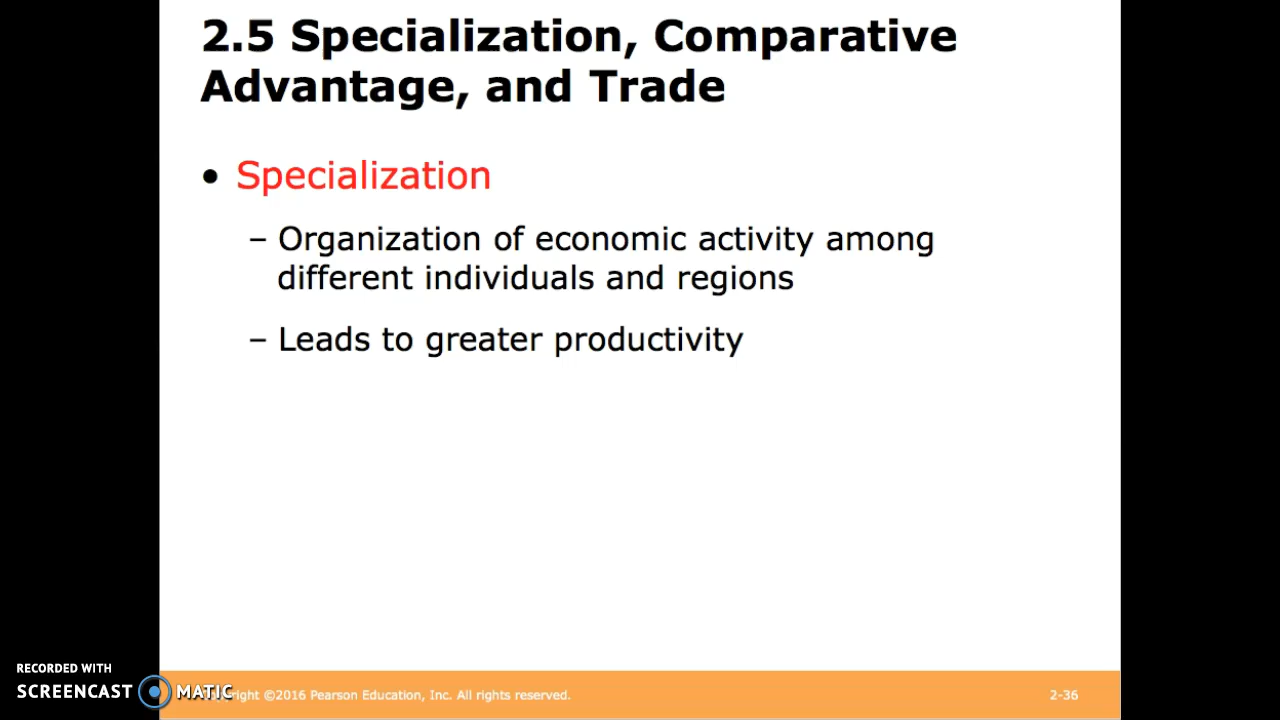 2.5 Specialization, Comparative
Advantage, and Trade
• Specialization
– Organization of economic activity among
different individuals and regions
– Leads to greater productivity
RECORDED WITH
SCREENCAST MATIC
©2016 Pearson Education, Inc. All rights reserved.
2-36